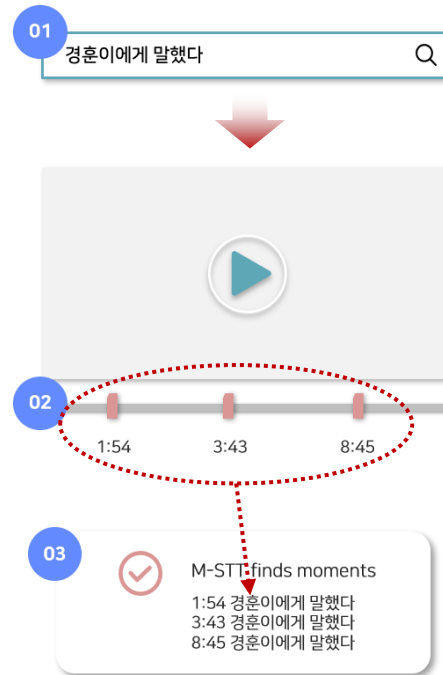 01
경훈이에게 말했다
02
1:54 3:43 8:45
03
M-STT finds moments
1:54 경훈이에게 말했다
3:43 경훈이에게 말했다
8:45 경훈이에게 말했다